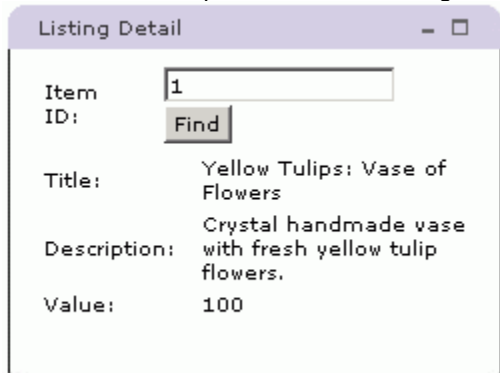 Listing Detail
Item
ID:
1
Find
Title:
Yellow Tulips: Vase of
Flowers
Description:
Crystal handmade vase
with fresh yellow tulip
flowers.
Value:
100